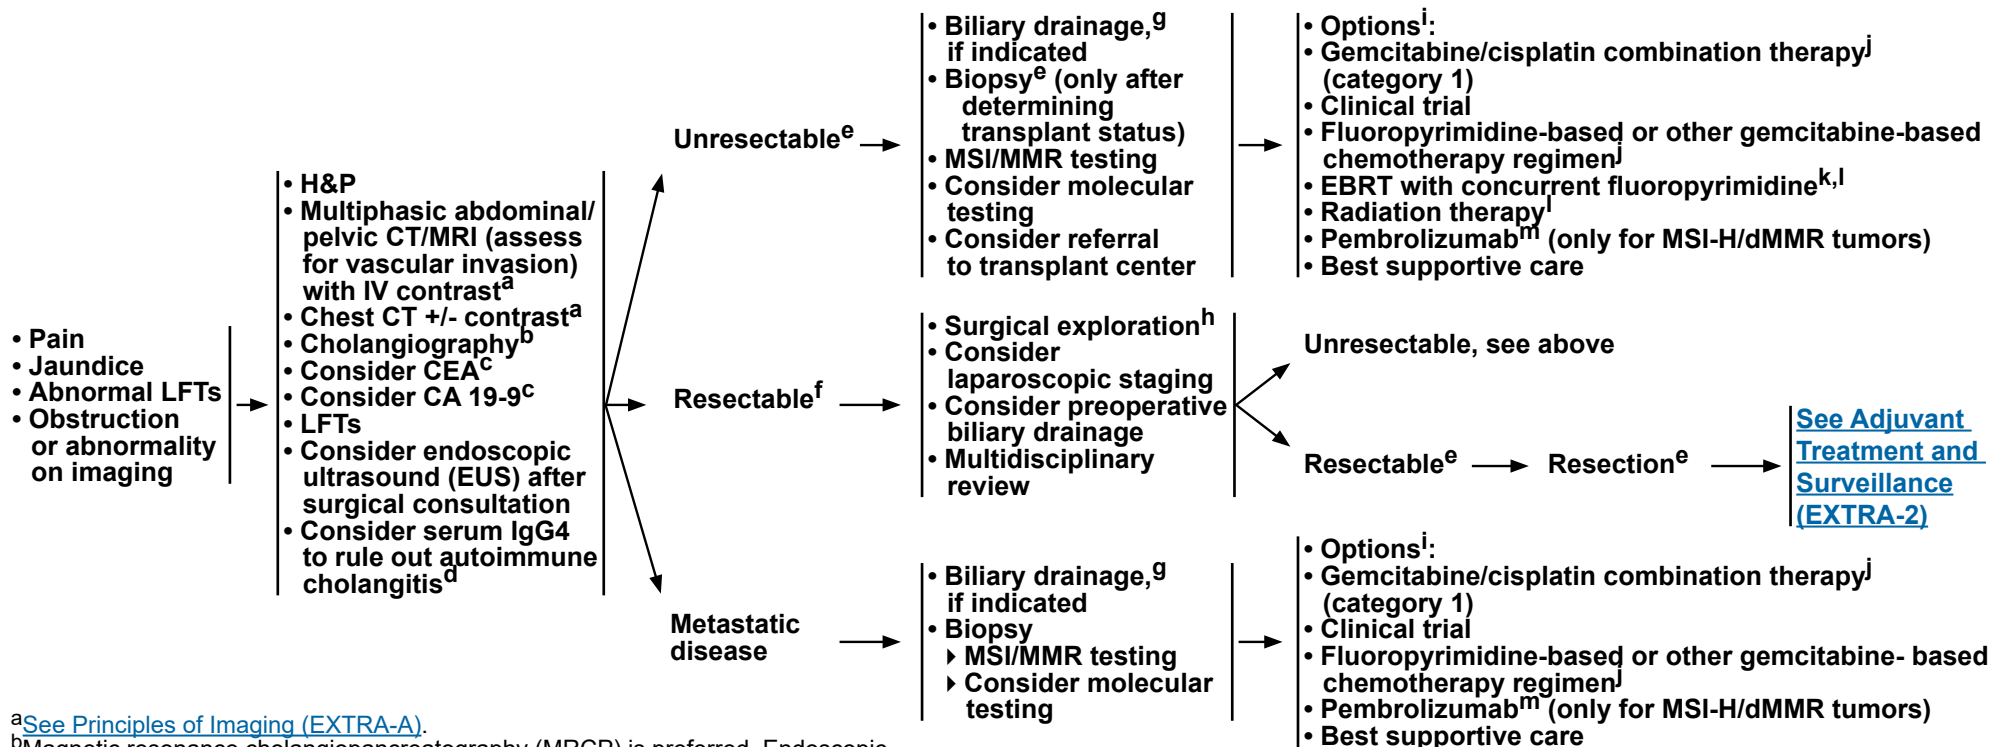 • Pain
• Jaundice
• Abnormal LFTs
• Obstruction
or abnormality
on imaging
• H&P
• Multiphasic abdominal/
pelvic CT/MRI (assess
for vascular invasion)
with IV contrasta
• Chest CT +/- contrasta
• Cholangiographyb
• Consider CEAc
• Consider CA 19-9c
• LFTs
• Consider endoscopic
ultrasound (EUS) after
surgical consultation
• Consider serum IgG4
to rule out autoimmune
cholangitisd
Unresectablee
• Biliary drainage,g
if indicated
• Biopsye (only after
determining
transplant status)
• MSI/MMR testing
• Consider molecular
testing
• Consider referral
to transplant center
• Optionsi:
• Gemcitabine/cisplatin combination therapyj
(category 1)
• Clinical trial
• Fluoropyrimidine-based or other gemcitabine-based
chemotherapy regimenj
• EBRT with concurrent fluoropyrimidinek,l
• Radiation therapyl
• Pembrolizumabm (only for MSI-H/dMMR tumors)
• Best supportive care
Resectablef
• Surgical explorationh
• Consider
laparoscopic staging
• Consider preoperative
biliary drainage
• Multidisciplinary
review
Unresectable, see above
Resectablee
Resectione
See Adjuvant
Treatment and
Surveillance
(EXTRA-2)
Metastatic
disease
• Biliary drainage,g
if indicated
• Biopsy
‣ MSI/MMR testing
‣ Consider molecular
testing
• Optionsi:
• Gemcitabine/cisplatin combination therapyj
(category 1)
• Clinical trial
• Fluoropyrimidine-based or other gemcitabine- based
chemotherapy regimenj
• Pembrolizumabm (only for MSI-H/dMMR tumors)
• Best supportive care
aSee Principles of Imaging (EXTRA-A).
bMagnetic resonance cholangiopancreatography (MRCP) is preferred. Endoscopic